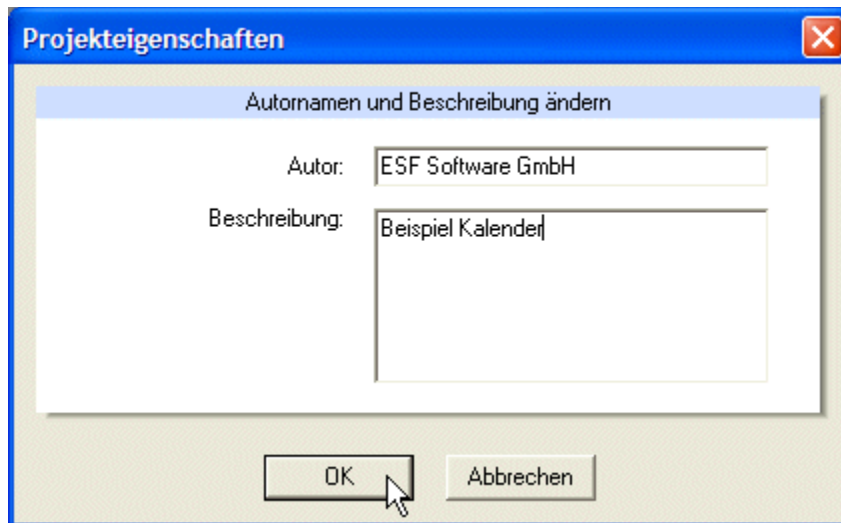 Projekteigenschaften
Autornamen und Beschreibung ändern
Autor: ESF Software GmbH
Beschreibung: Beispiel Kalender
OK Abbrechen